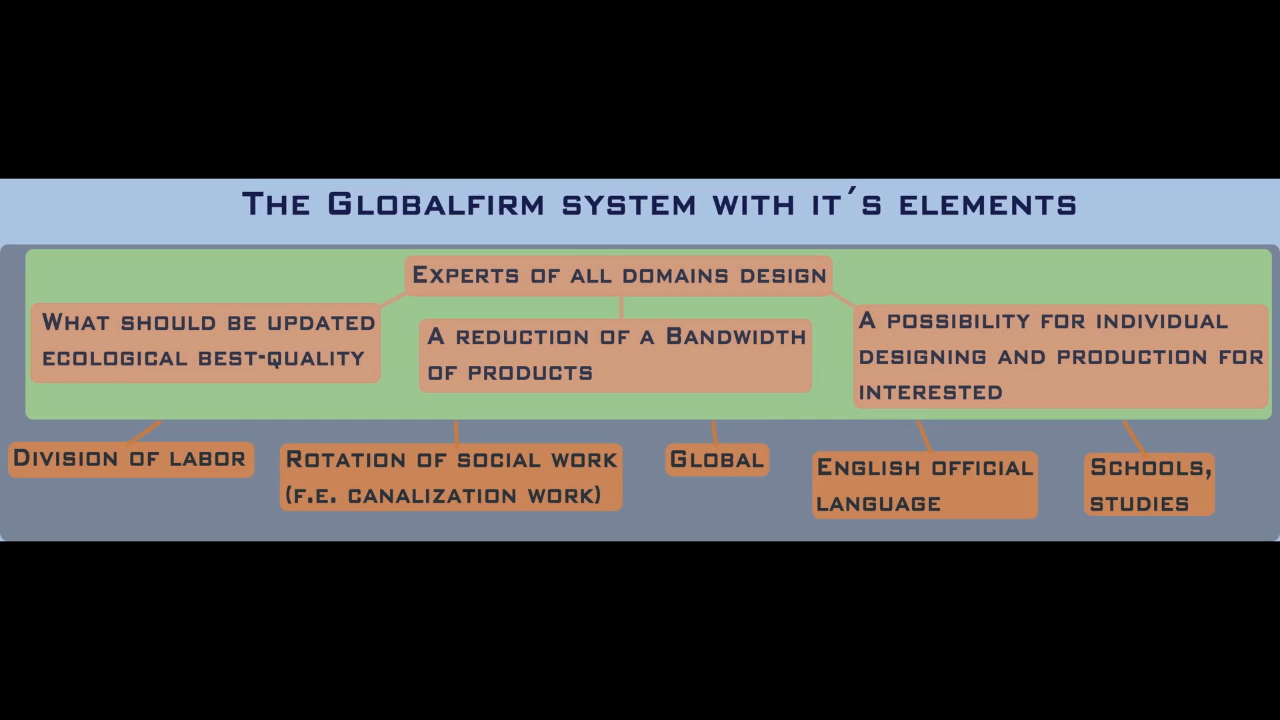 The Globalfirm system with it´s elements
Experts of all domains design
What should be updated
ecological best-quality
A reduction of a Bandwidth
of products
A possibility for individual
designing and production for
interested
Division of labor
Rotation of social work
(f.e. canalization work)
Global
English official
language
Schools,
studies